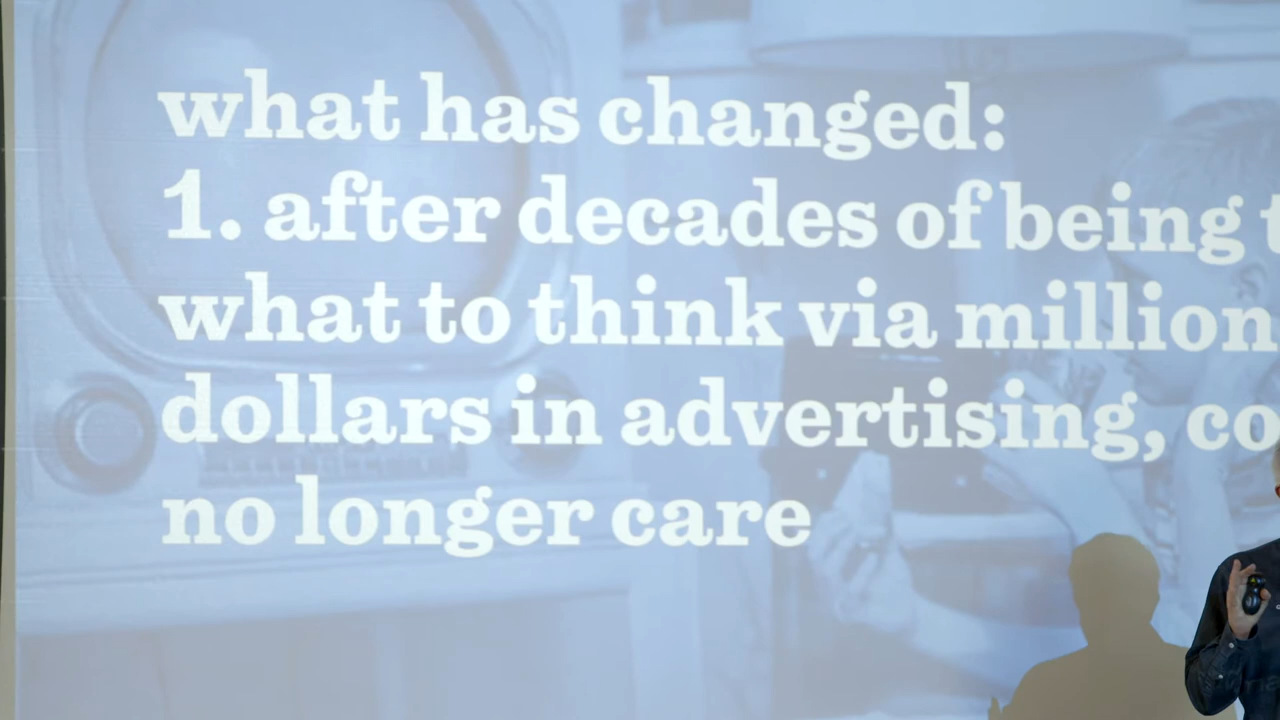 what has changed:
1. after decades of being
what to think via million
dollars in advertising,
no longer care